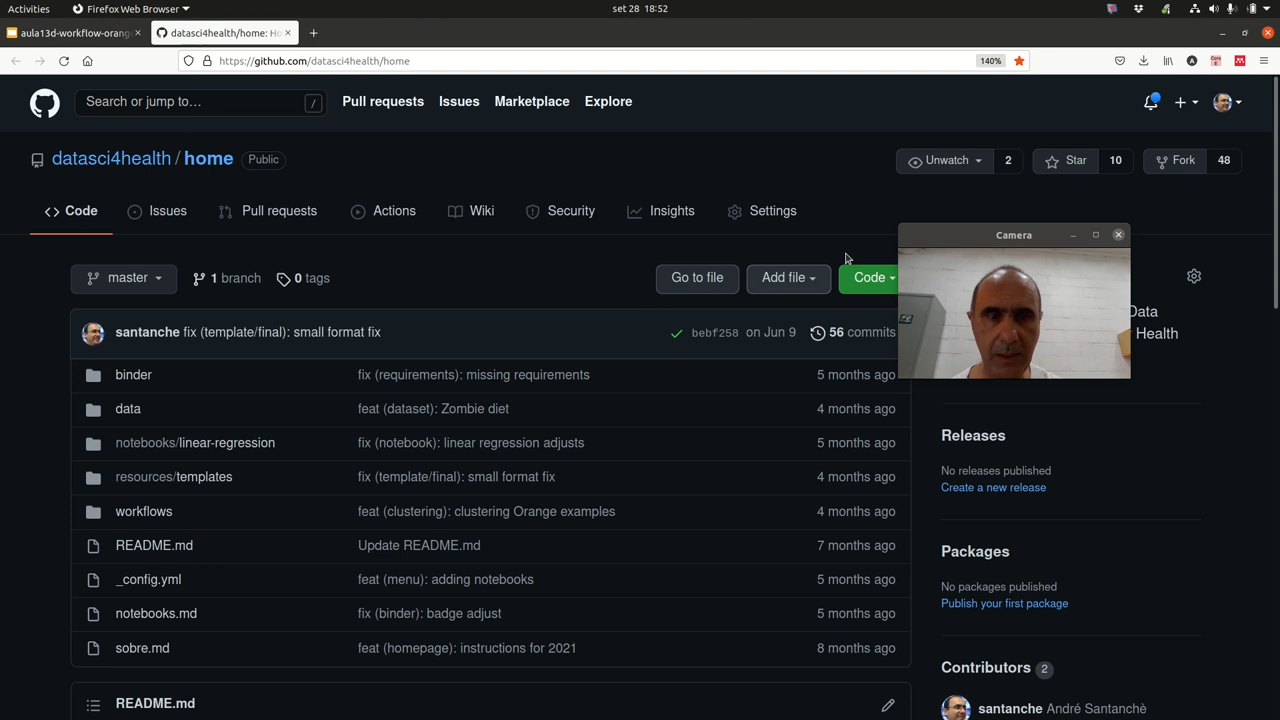 Activities
Firefox Web Browser
set 28 18:52
aula13d-workflow-orang
datasci4health/home: Ho
https://github.com/datasci4health/home
140%
Search or jump to…
/
Pull requests
Issues
Marketplace
Explore
datasci4health / home
Public
Unwatch
2
Star
10
Fork
48
Code
Issues
Pull requests
Actions
Wiki
Security
Insights
Settings
Camera
master
1 branch
0 tags
Go to file
Add file
Code
Data
Health
santanche fix (template/final): small format fix
bebf258 on Jun 9
56 commits
binder
fix (requirements): missing requirements
5 months ago
data
feat (dataset): Zombie diet
4 months ago
notebooks/linear-regression
fix (notebook): linear regression adjusts
5 months ago
resources/templates
fix (template/final): small format fix
4 months ago
workflows
feat (clustering): clustering Orange examples
4 months ago
README.md
Update README.md
7 months ago
_config.yml
feat (menu): adding notebooks
5 months ago
notebooks.md
fix (binder): badge adjust
5 months ago
sobre.md
feat (homepage): instructions for 2021
8 months ago
README.md
Releases
No releases published
Create a new release
Packages
No packages published
Publish your first package
Contributors 2
santanche André Santanchè